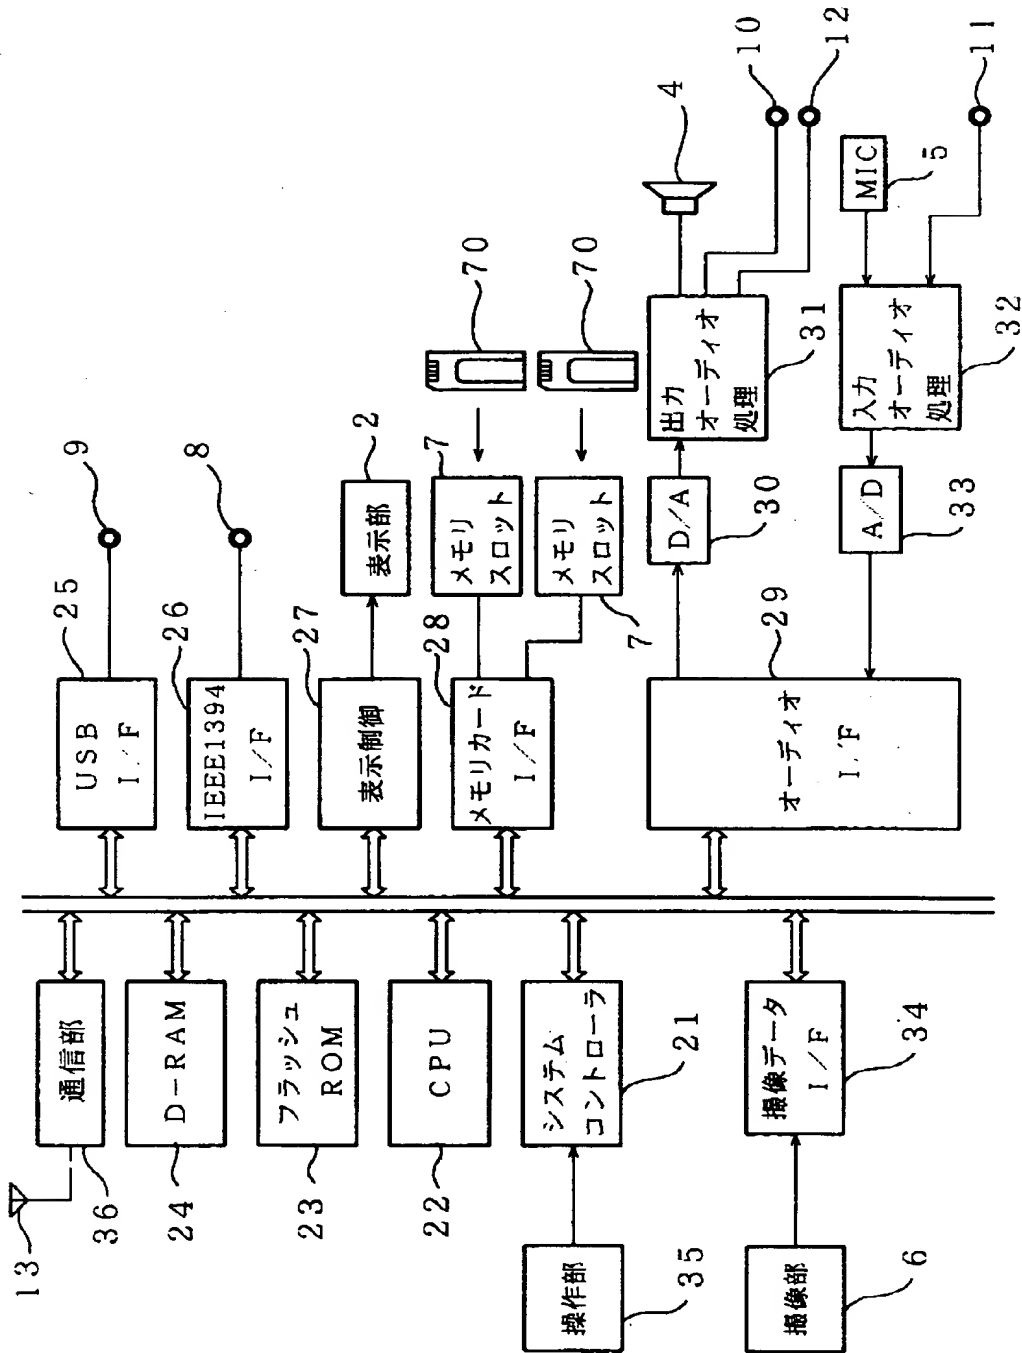 13
通信部
36
D-RAM
24
フラッシュ
ROM
23
CPU
22
システム
コントローラ
21
操作部
35
撮像データ
I/F
34
撮像部
6
USB
I/F
25
9
IEEE1394
I/F
26
8
表示制御
27
表示部
2
メモリカード
I/F
28
メモリ
スロット
7
70
メモリ
スロット
7
70
オーディオ
I/F
29
D/A
30
出力
オーディオ
処理
31
4
10
12
A/D
33
入力
オーディオ
処理
32
MIC
5
11